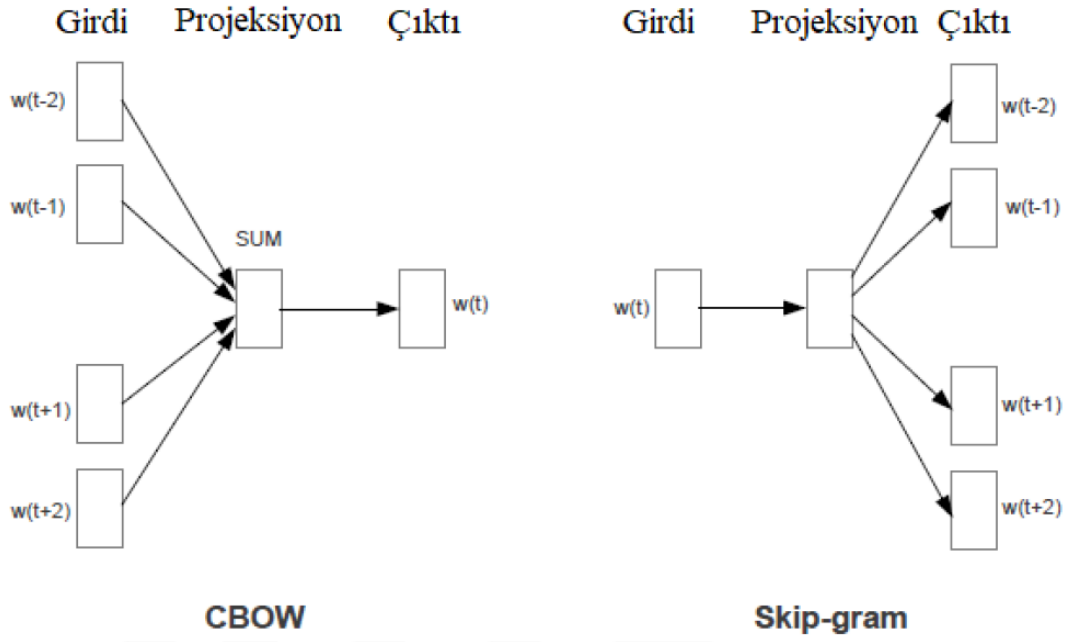 Girdi Projeksiyon Çıktı
w(t-2)
w(t-1)
SUM
w(t)
w(t+1)
w(t+2)
CBOW
Girdi Projeksiyon Çıktı
w(t-2)
w(t-1)
w(t)
w(t+1)
w(t+2)
Skip-gram